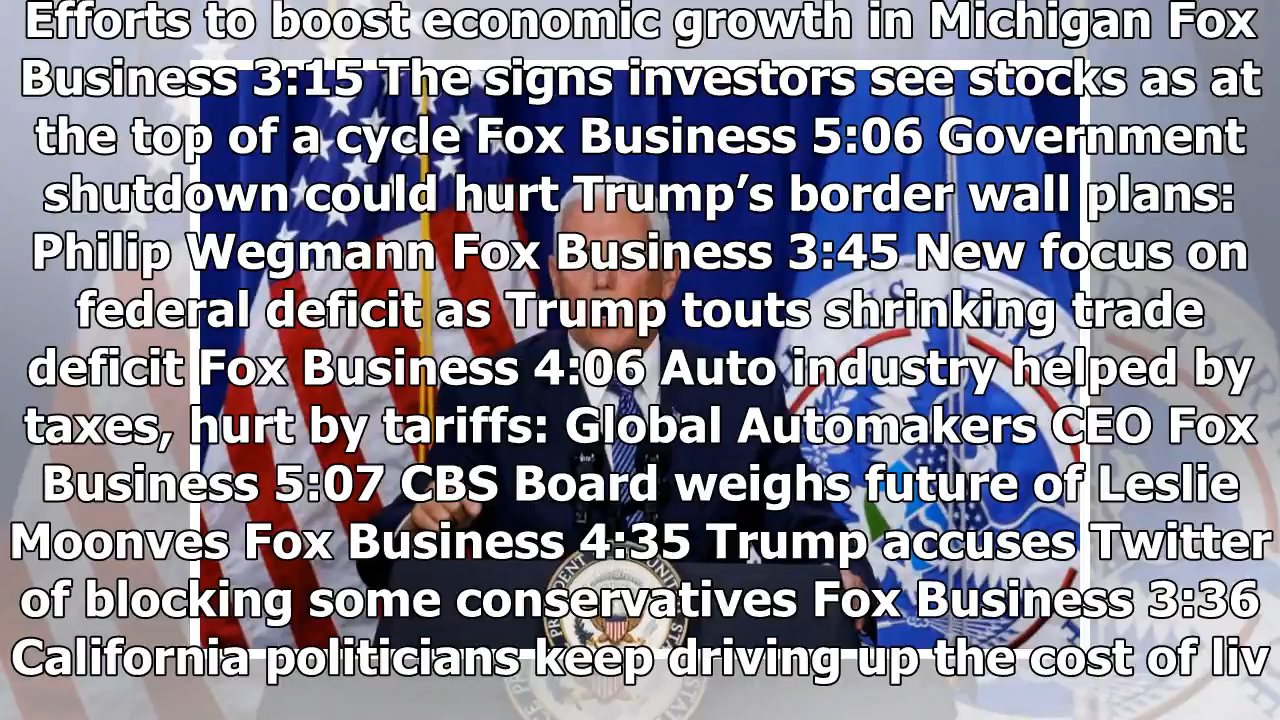 Efforts to boost economic growth in Michigan Fox
Business 3:15 The signs investors see stocks as at
the top of a cycle Fox Business 5:06 Government
shutdown could hurt Trump’s border wall plans:
Philip Wegmann Fox Business 3:45 New focus on
federal deficit as Trump touts shrinking trade
deficit Fox Business 4:06 Auto industry helped by
taxes, hurt by tariffs: Global Automakers CEO Fox
Business 5:07 CBS Board weighs future of Leslie
Moonves Fox Business 4:35 Trump accuses Twitter
of blocking some conservatives Fox Business 3:36
California politicians keep driving up the cost of liv